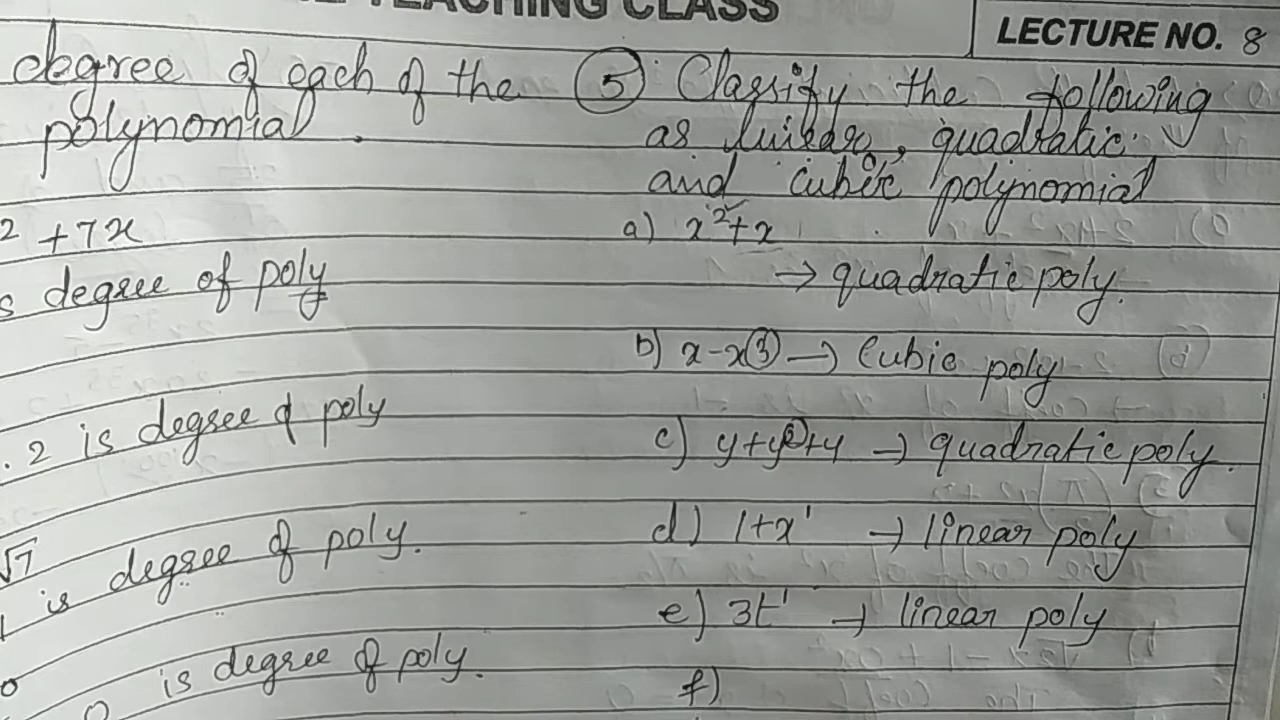 TEACHING CLASS
LECTURE NO. 8
degree of each of the
polynomial.
2 + 7x
s degree of poly
. 2 is degree of poly
√7
1 is degree of poly.
0
0 is degree of poly.
⑤ Classify the following
as linear, quadratic
and cubic polynomial
a) x²+x
→ quadratic poly.
b) x-x³ → Cubic poly
c) y+y²+4 → quadratic poly.
d) 1+x¹ → linear poly
e) 3t¹ → linear poly
f)